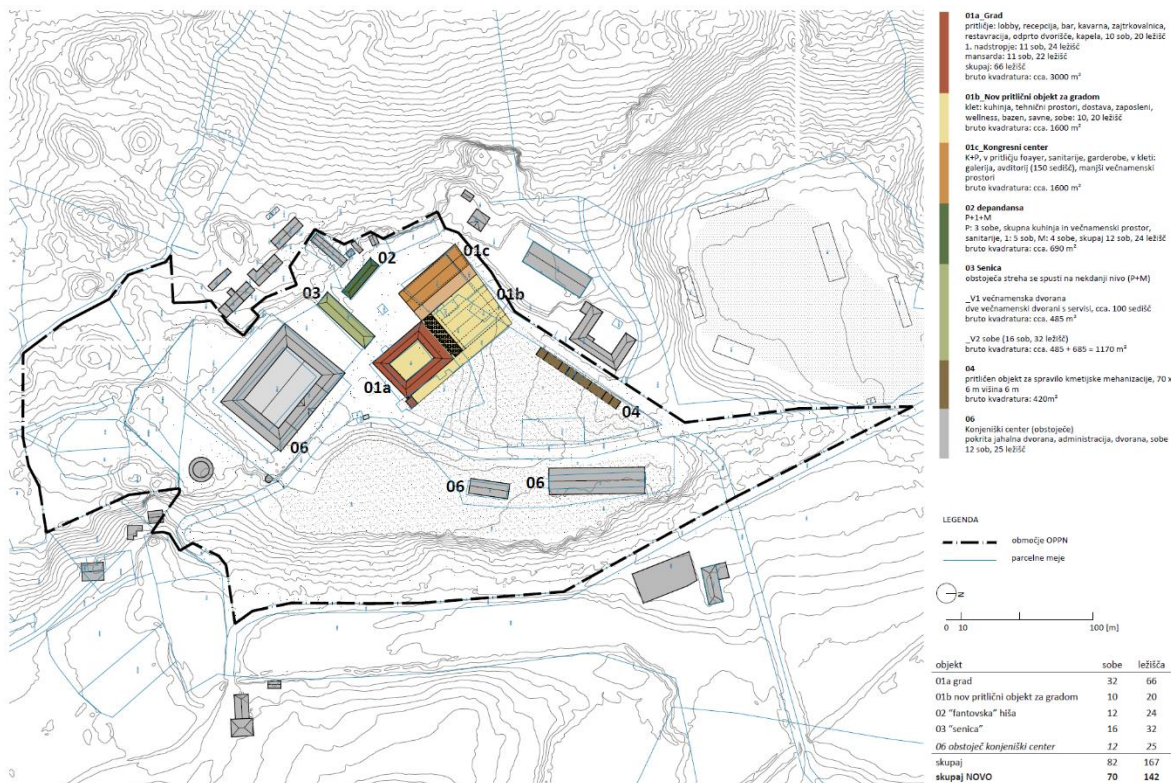 01a_Grad
pritličje: lobby, recepcija, bar, kavarna, zajtrkovalnica,
restavracija, odprto dvorišče, kapela, 10 sob, 20 ležišč
1. nadstropje: 11 sob, 24 ležišč
mansarda: 11 sob, 22 ležišč
skupaj: 66 ležišč
bruto kvadratura: cca. 3000 m²
01b_Nov pritlični objekt za gradom
klet: kuhinja, tehnični prostori, dostava, zaposleni,
wellness, bazen, savne, sobe: 10, 20 ležišč
bruto kvadratura: cca. 1600 m²
01c_Kongresni center
K+P, v pritličju foayer, sanitarije, garderobe, v kleti:
galerija, avditorij (150 sedišč), manjši večnamenski
prostori
bruto kvadratura: cca. 1600 m²
02 depandansa
P+1+M
P: 3 sobe, skupna kuhinja in večnamenski prostor,
sanitarije, 1: 5 sob, M: 4 sobe, skupaj 12 sob, 24 ležišč
bruto kvadratura: cca. 690 m²
03 Senica
obstoječa streha se spusti na nekdanji nivo (P+M)
_V1 večnamenska dvorana
dve večnamenski dvorani s servisi, cca. 100 sedišč
bruto kvadratura: cca. 485 m²
_V2 sobe (16 sob, 32 ležišč)
bruto kvadratura: cca. 485 + 685 = 1170 m²
04
pritličen objekt za spravilo kmetijske mehanizacije, 70 x
6 m višina 6 m
bruto kvadratura: 420m²
06
Konjeniški center (obstoječe)
pokrita jahalna dvorana, administracija, dvorana, sobe
12 sob, 25 ležišč
01c
02
01b
03
01a
04
06
06
06
LEGENDA
območje OPPN
parcelne meje
N
0 10 100 [m]
objekt sobe ležišča
01a grad 32 66
01b nov pritlični objekt za gradom 10 20
02 "fantovska" hiša 12 24
03 "senica" 16 32
06 obstoječ konjeniški center 12 25
skupaj 82 167
skupaj NOVO 70 142